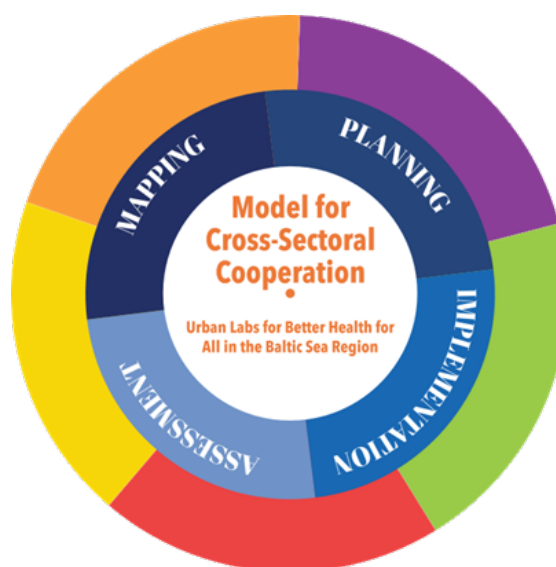 MAPPING
PLANNING
Model for
Cross-Sectoral
Cooperation
•
Urban Labs for Better Health for
All in the Baltic Sea Region
IMPLEMENTATION
ASSESSMENT